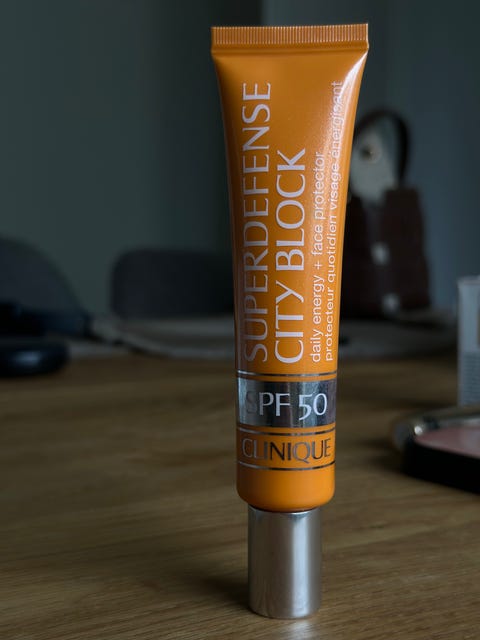 SUPERDEFENSE
CITY BLOCK
daily energy + face protector
protecteur quotidien visage énergisant
SPF 50
CLINIQUE